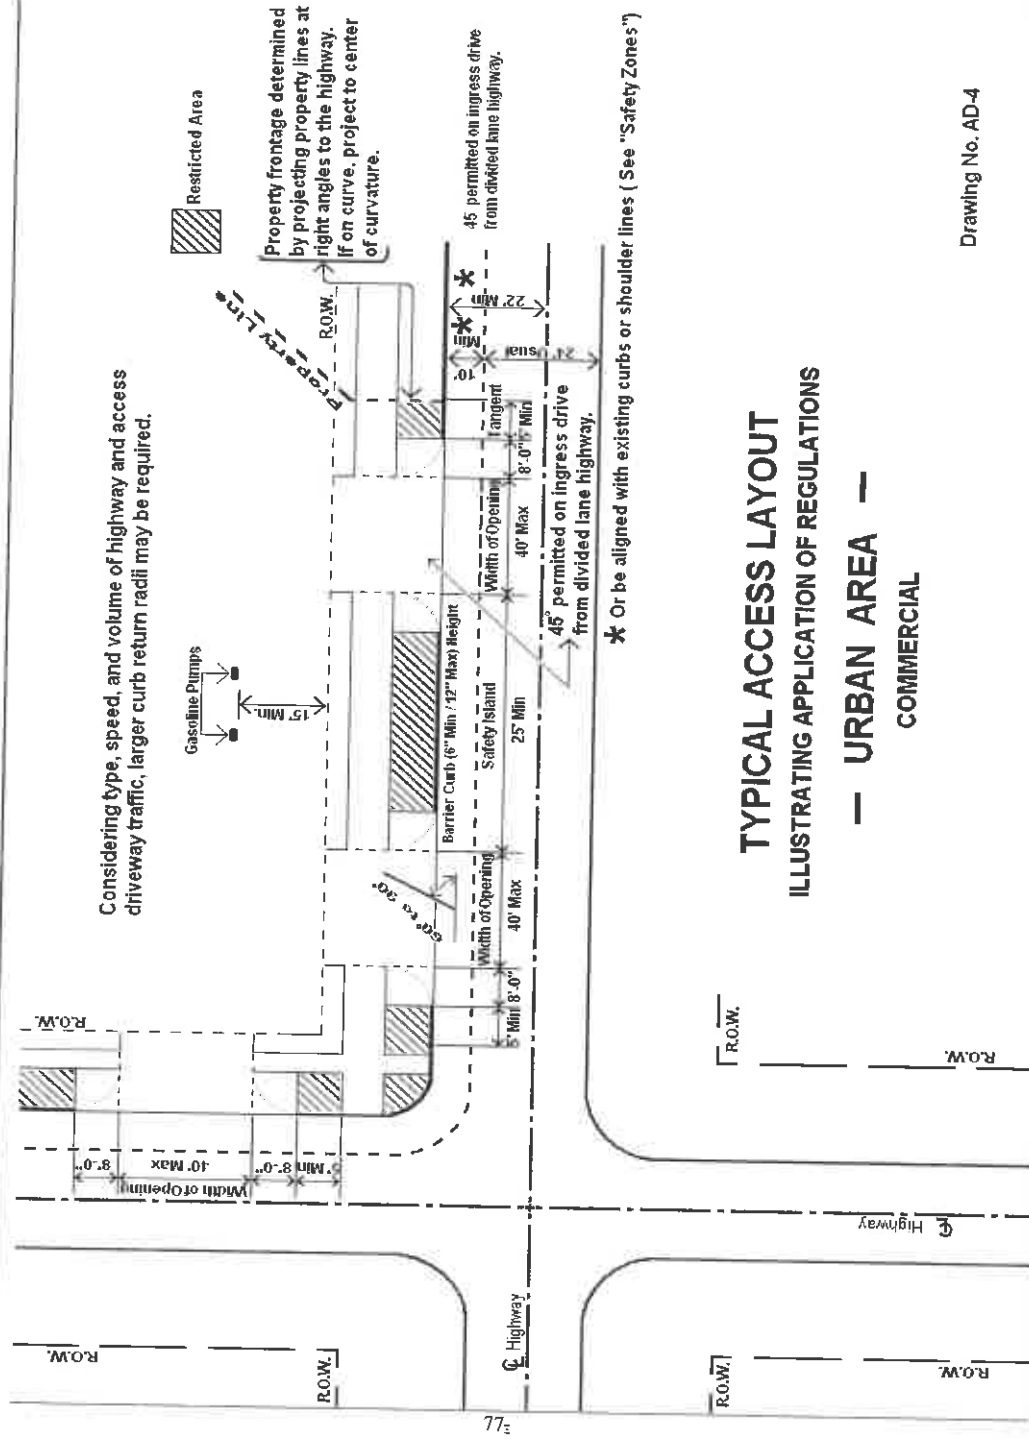 Considering type, speed, and volume of highway and access
driveway traffic, larger curb return radii may be required.
Restricted Area
Property frontage determined
by projecting property lines at
right angles to the highway.
If on curve, project to center
of curvature.
45 permitted on ingress drive
from divided lane highway.
Gasoline Pumps
15' Min.
Property Line
R.O.W.
R.O.W.
60° to 90°
Barrier Curb (6" Min / 12" Max) Height
Width of Opening
Safety Island
Width of Opening
Tangent
5' Min
8'-0"
40' Max
25' Min
40' Max
8'-0"
5' Min
10'
Min
22' Min
24' Usual
* *
8'-0"
40' Max
Width of Opening
8'-0"
5' Min
45° permitted on ingress drive
from divided lane highway.
* Or be aligned with existing curbs or shoulder lines ( See "Safety Zones")
R.O.W.
R.O.W.
℄ Highway
Highway ℄
R.O.W.
R.O.W.
R.O.W.
R.O.W.
TYPICAL ACCESS LAYOUT
ILLUSTRATING APPLICATION OF REGULATIONS
— URBAN AREA —
COMMERCIAL
Drawing No. AD-4
77